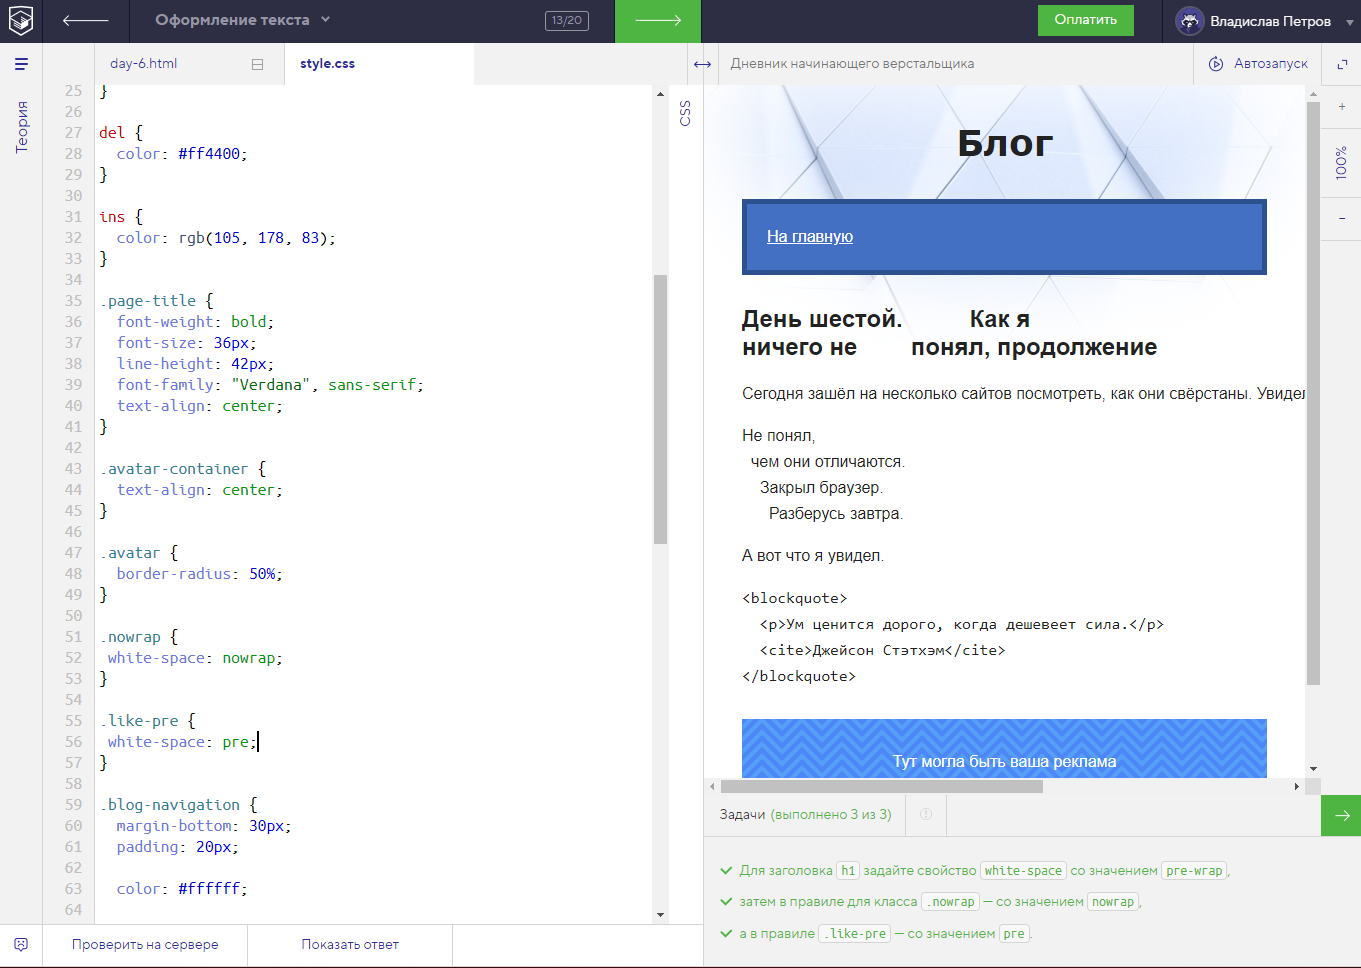 Оформление текста
13/20
Оплатить
Владислав Петров
Теория
day-6.html
style.css
CSS
Дневник начинающего верстальщика
Автозапуск
25 }
26
27 del {
28   color: #ff4400;
29 }
30
31 ins {
32   color: rgb(105, 178, 83);
33 }
34
35 .page-title {
36   font-weight: bold;
37   font-size: 36px;
38   line-height: 42px;
39   font-family: "Verdana", sans-serif;
40   text-align: center;
41 }
42
43 .avatar-container {
44   text-align: center;
45 }
46
47 .avatar {
48   border-radius: 50%;
49 }
50
51 .nowrap {
52  white-space: nowrap;
53 }
54
55 .like-pre {
56  white-space: pre;
57 }
58
59 .blog-navigation {
60   margin-bottom: 30px;
61   padding: 20px;
62
63   color: #ffffff;
64
Проверить на сервере
Показать ответ
+
100%
-
Блог
На главную
День шестой. Как я
ничего не понял, продолжение
Сегодня зашёл на несколько сайтов посмотреть, как они свёрстаны. Увидел
Не понял,
чем они отличаются.
Закрыл браузер.
Разберусь завтра.
А вот что я увидел.
<blockquote>
  <p>Ум ценится дорого, когда дешевеет сила.</p>
  <cite>Джейсон Стэтхэм</cite>
</blockquote>
Тут могла быть ваша реклама
Задачи (выполнено 3 из 3)
Для заголовка h1 задайте свойство white-space со значением pre-wrap,
затем в правиле для класса .nowrap — со значением nowrap,
а в правиле .like-pre — со значением pre.